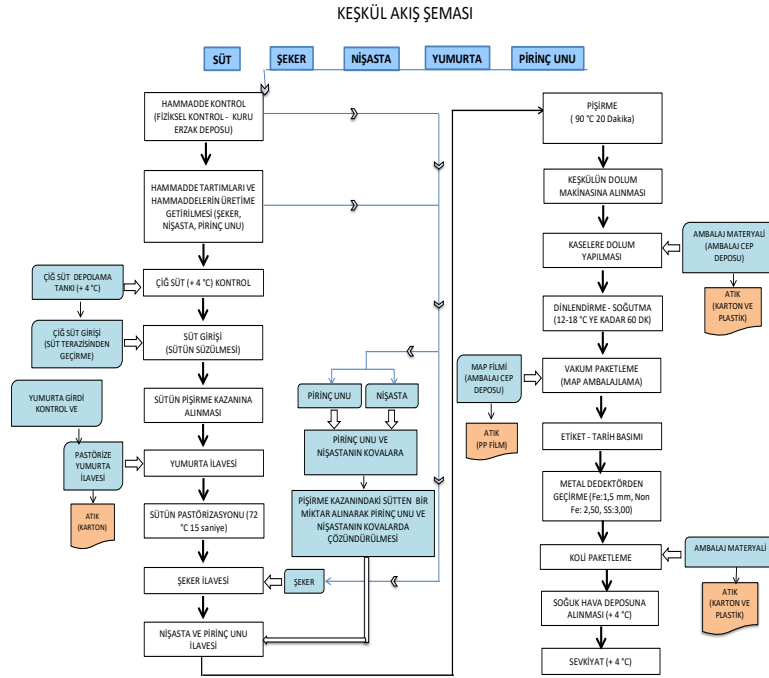 KEŞKÜL AKIŞ ŞEMASI
SÜT
ŞEKER
NİŞASTA
YUMURTA
PİRİNÇ UNU
HAMMADDE KONTROL
(FİZİKSEL KONTROL - KURU
ERZAK DEPOSU)
HAMMADDE TARTIMLARI VE
HAMMADDELERİN ÜRETİME
GETİRİLMESİ (ŞEKER,
NİŞASTA, PİRİNÇ UNU)
ÇİĞ SÜT DEPOLAMA
TANKI (+ 4 °C)
ÇİĞ SÜT (+ 4 °C) KONTROL
ÇİĞ SÜT GİRİŞİ
(SÜT TERAZİSİNDEN
GEÇİRME)
SÜT GİRİŞİ
(SÜTÜN SÜZÜLMESİ)
YUMURTA GİRDİ
KONTROL VE
SÜTÜN PİŞİRME KAZANINA
ALINMASI
PASTÖRİZE
YUMURTA
İLAVESİ
YUMURTA İLAVESİ
ATIK
(KARTON)
SÜTÜN PASTÖRİZASYONU (72
°C 15 saniye)
ŞEKER İLAVESİ
ŞEKER
NİŞASTA VE PİRİNÇ UNU
İLAVESİ
PİRİNÇ UNU
NİŞASTA
PİRİNÇ UNU VE
NİŞASTANIN KOVALARA
PİŞİRME KAZANINDAKİ SÜTTEN BİR
MİKTAR ALINARAK PİRİNÇ UNU VE
NİŞASTANIN KOVALARDA
ÇÖZÜNDÜRÜLMESİ
PİŞİRME
( 90 °C 20 Dakika)
KEŞKÜLÜN DOLUM
MAKİNASINA ALINMASI
KASELERE DOLUM
YAPILMASI
AMBALAJ MATERYALİ
(AMBALAJ CEP
DEPOSU)
ATIK
(KARTON VE
PLASTİK)
DİNLENDİRME - SOĞUTMA
(12-18 °C YE KADAR 60 DK)
MAP FİLMİ
(AMBALAJ CEP
DEPOSU)
VAKUM PAKETLEME
(MAP AMBALAJLAMA)
ATIK
(PP FİLM)
ETİKET - TARİH BASIMI
METAL DEDEKTÖRDEN
GEÇİRME (Fe:1,5 mm, Non
Fe: 2,50, SS:3,00)
KOLİ PAKETLEME
AMBALAJ MATERYALİ
ATIK
(KARTON VE
PLASTİK)
SOĞUK HAVA DEPOSUNA
ALINMASI (+ 4 °C)
SEVKİYAT (+ 4 °C)